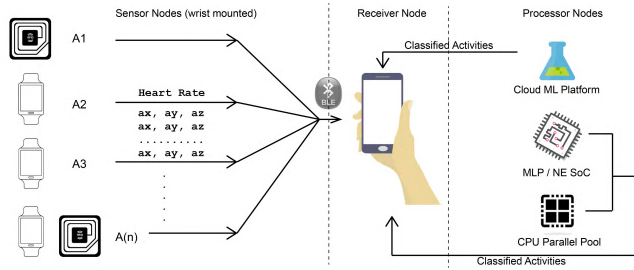 Sensor Nodes (wrist mounted)
Receiver Node
Processor Nodes
A1
Classified Activities
Heart Rate
BLE
Cloud ML Platform
A2
ax, ay, az
ax, ay, az
..........
A3
ax, ay, az
MLP / NE SoC
A(n)
CPU Parallel Pool
Classified Activities